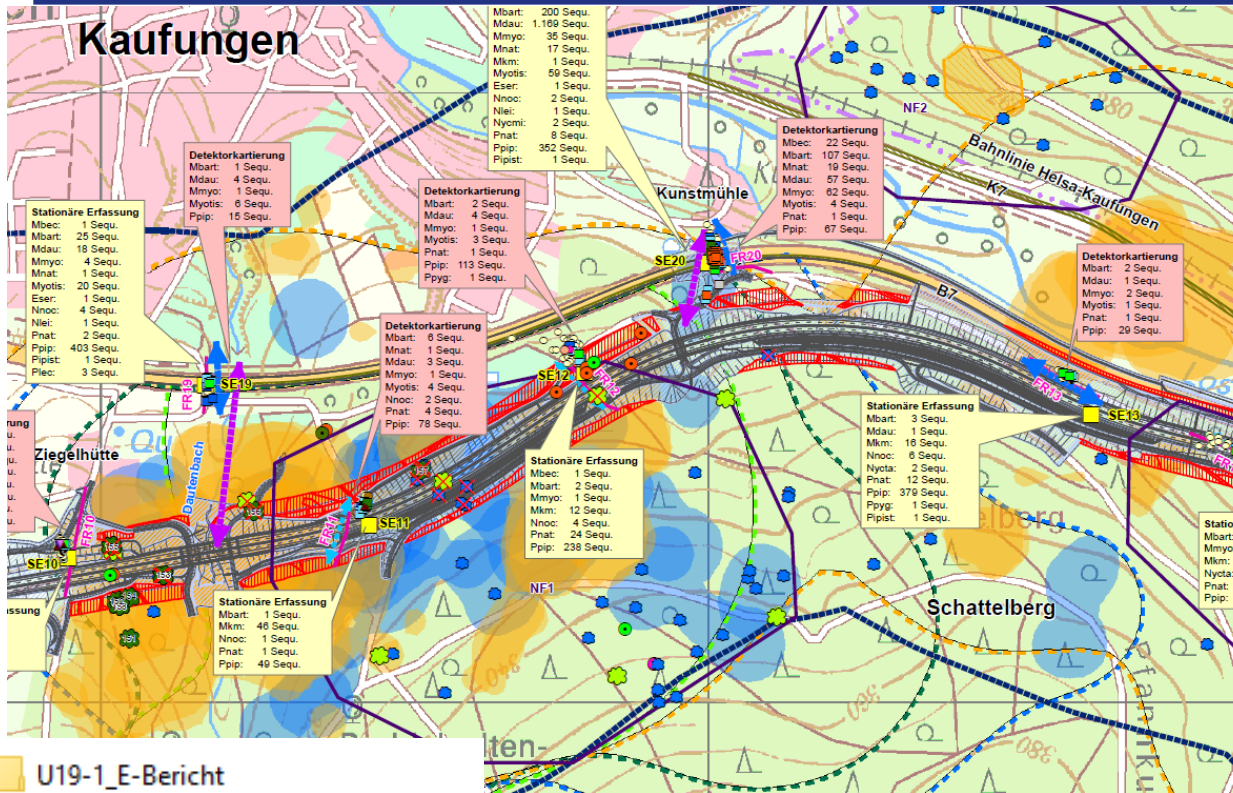 Kaufungen
Mbart: 200 Sequ.
Mdau: 1.169 Sequ.
Mmyo: 35 Sequ.
Mnat: 17 Sequ.
Mkm: 1 Sequ.
Myotis: 59 Sequ.
Eser: 1 Sequ.
Nnoc: 2 Sequ.
Nlei: 1 Sequ.
Nycmi: 2 Sequ.
Pnat: 8 Sequ.
Ppip: 352 Sequ.
Pipist: 1 Sequ.
NF2
280
Bahnlinie Helsa-Kaufungen
K7
Detektorkartierung
Mbec: 22 Sequ.
Mbart: 107 Sequ.
Mnat: 19 Sequ.
Mdau: 57 Sequ.
Mmyo: 62 Sequ.
Myotis: 4 Sequ.
Pnat: 1 Sequ.
Ppip: 67 Sequ.
Detektorkartierung
Mbart: 1 Sequ.
Mdau: 4 Sequ.
Mmyo: 1 Sequ.
Myotis: 6 Sequ.
Ppip: 15 Sequ.
Detektorkartierung
Mbart: 2 Sequ.
Mdau: 4 Sequ.
Mmyo: 1 Sequ.
Myotis: 3 Sequ.
Pnat: 1 Sequ.
Ppip: 113 Sequ.
Ppyg: 1 Sequ.
Kunstmühle
Stationäre Erfassung
Mbec: 1 Sequ.
Mbart: 25 Sequ.
Mdau: 18 Sequ.
Mmyo: 4 Sequ.
Mnat: 1 Sequ.
Myotis: 20 Sequ.
Eser: 1 Sequ.
Nnoc: 4 Sequ.
Nlei: 1 Sequ.
Pnat: 2 Sequ.
Ppip: 403 Sequ.
Pipist: 1 Sequ.
Plec: 3 Sequ.
SE20
FR20
B7
Detektorkartierung
Mbart: 2 Sequ.
Mdau: 1 Sequ.
Mmyo: 2 Sequ.
Myotis: 1 Sequ.
Pnat: 1 Sequ.
Ppip: 29 Sequ.
Detektorkartierung
Mbart: 6 Sequ.
Mnat: 1 Sequ.
Mdau: 3 Sequ.
Mmyo: 1 Sequ.
Myotis: 4 Sequ.
Nnoc: 2 Sequ.
Pnat: 4 Sequ.
Ppip: 78 Sequ.
FR19
SE19
SE12
FR12
FR13
SE13
Stationäre Erfassung
Mbart: 3 Sequ.
Mdau: 1 Sequ.
Mkm: 16 Sequ.
Nnoc: 6 Sequ.
Nycta: 2 Sequ.
Pnat: 12 Sequ.
Ppip: 379 Sequ.
Ppyg: 1 Sequ.
Pipist: 1 Sequ.
Ziegelhütte
Dautenbach
Stationäre Erfassung
Mbec: 1 Sequ.
Mbart: 2 Sequ.
Mmyo: 1 Sequ.
Mkm: 12 Sequ.
Nnoc: 4 Sequ.
Pnat: 24 Sequ.
Ppip: 238 Sequ.
157
FR10
SE10
FR11
SE11
153
151
NF1
Schattelberg
Mbart:
Mmyo:
Mkm:
Nycta:
Pnat:
Ppip:
Stationäre Erfassung
Mbart: 1 Sequ.
Mkm: 46 Sequ.
Nnoc: 1 Sequ.
Pnat: 1 Sequ.
Ppip: 49 Sequ.
340
360
380
U19-1_E-Bericht